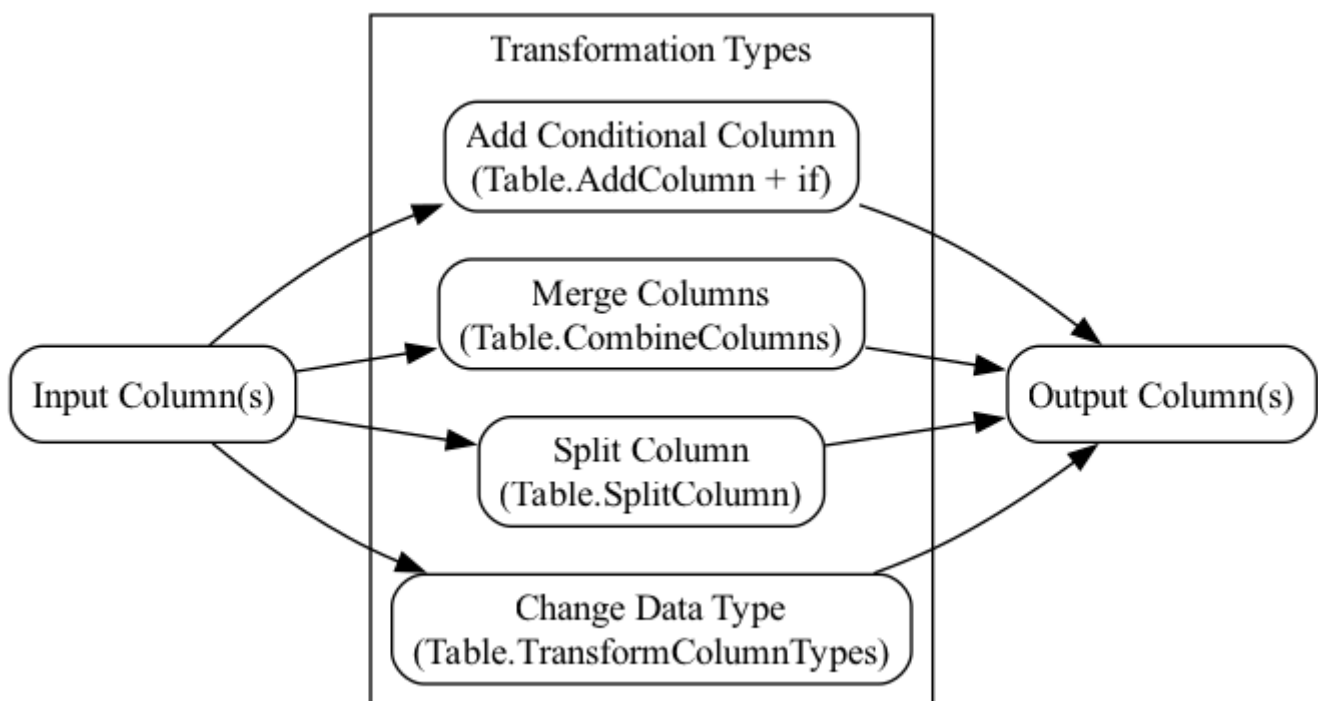 Transformation Types
Add Conditional Column
(Table.AddColumn + if)
Merge Columns
(Table.CombineColumns)
Input Column(s)
Output Column(s)
Split Column
(Table.SplitColumn)
Change Data Type
(Table.TransformColumnTypes)